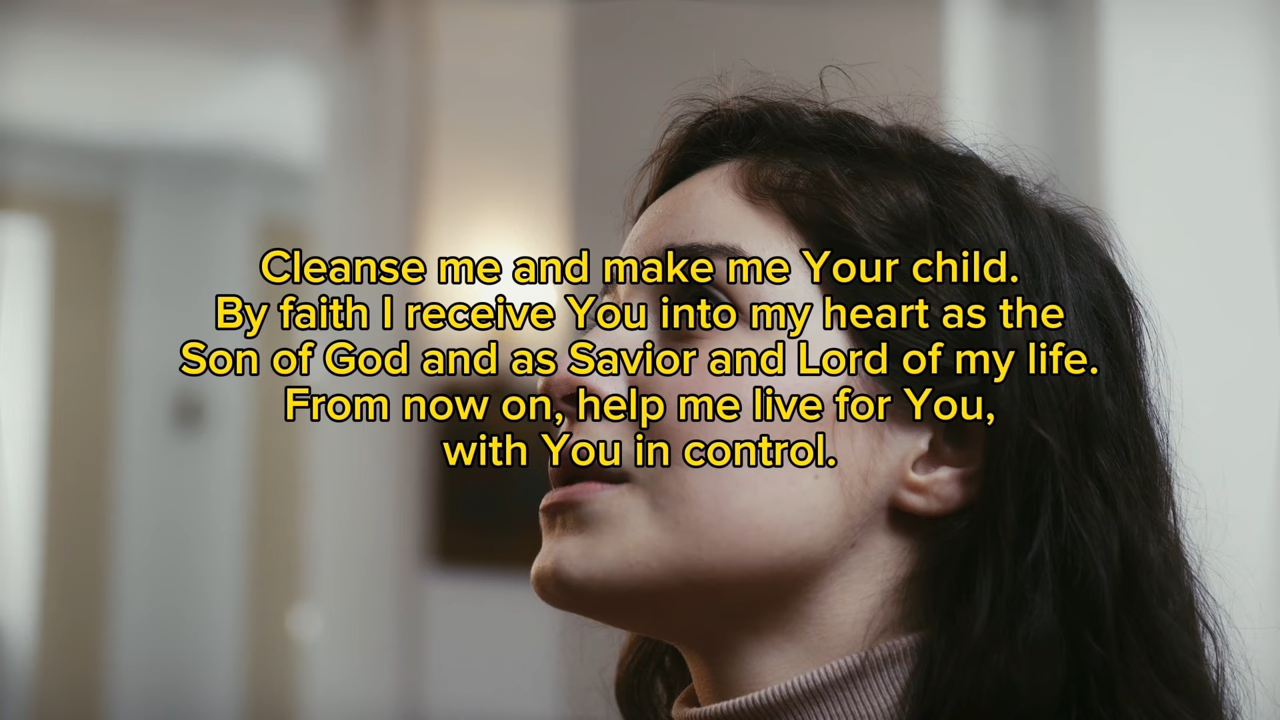 Cleanse me and make me Your child.
By faith I receive You into my heart as the
Son of God and as Savior and Lord of my life.
From now on, help me live for You,
with You in control.